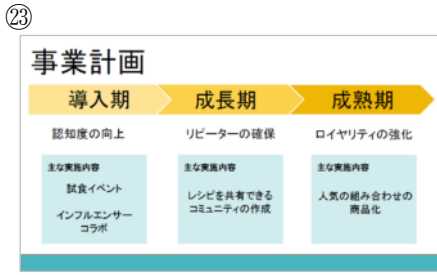 ㉓
事業計画
導入期
成長期
成熟期
認知度の向上
リピーターの確保
ロイヤリティの強化
主な実施内容
試食イベント
インフルエンサー
コラボ
主な実施内容
レシピを共有できる
コミュニティの作成
主な実施内容
人気の組み合わせの
商品化